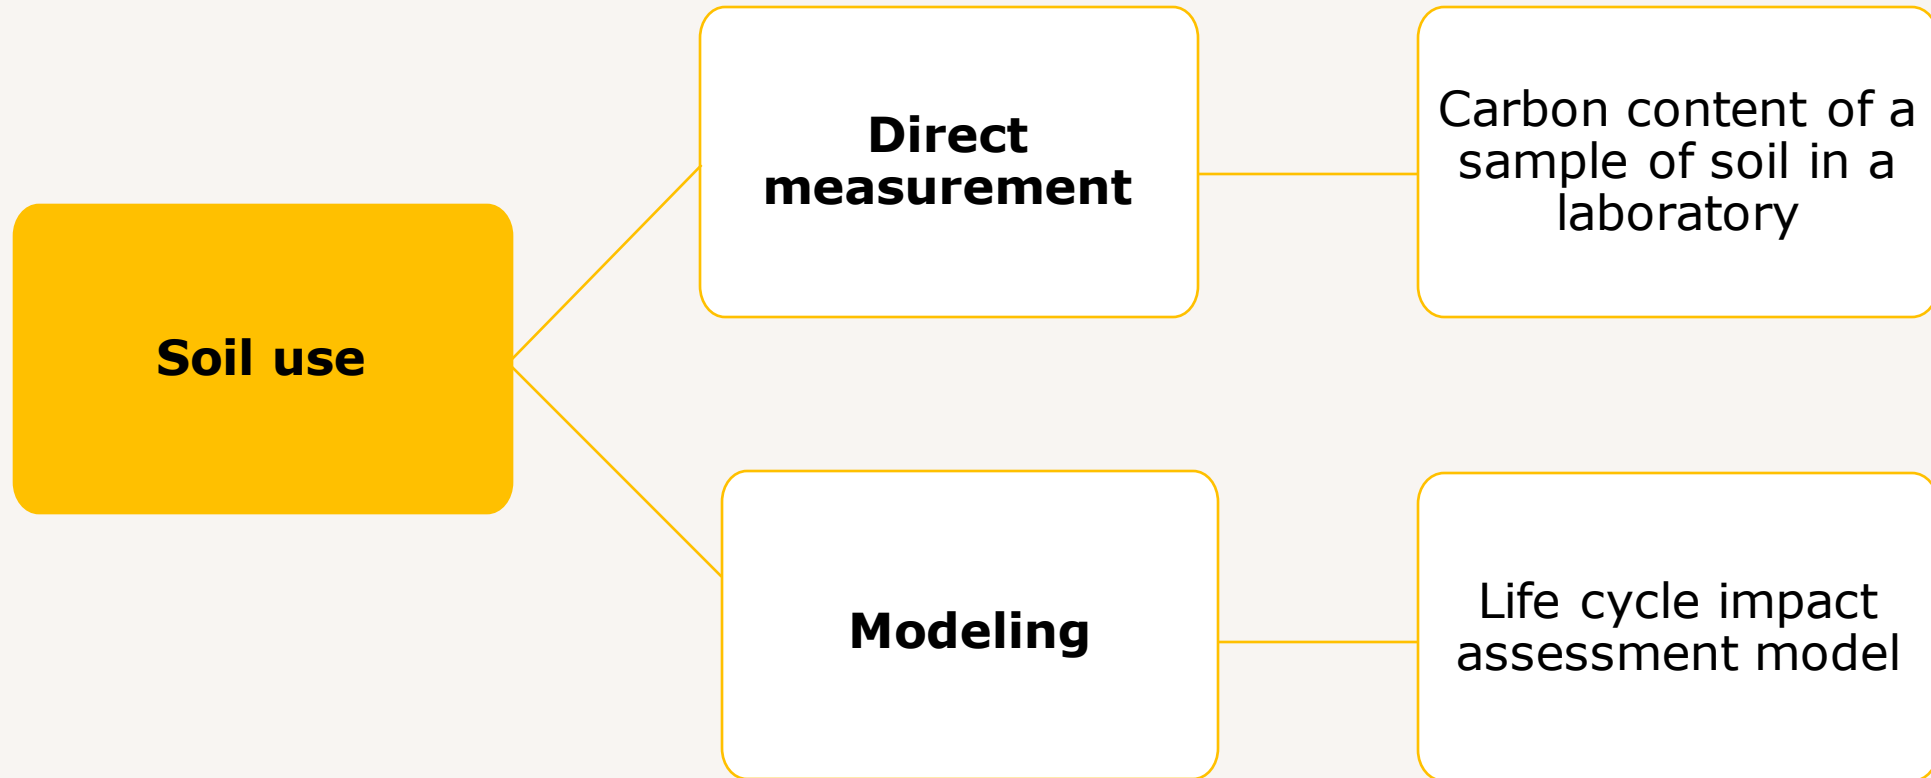 Soil use
Direct
measurement
Carbon content of a
sample of soil in a
laboratory
Modeling
Life cycle impact
assessment model